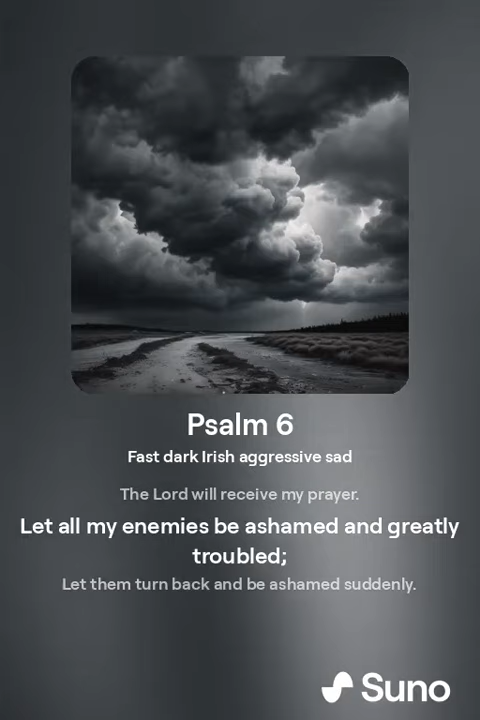 Psalm 6
Fast dark Irish aggressive sad
The Lord will receive my prayer.
Let all my enemies be ashamed and greatly
troubled;
Let them turn back and be ashamed suddenly.
Suno